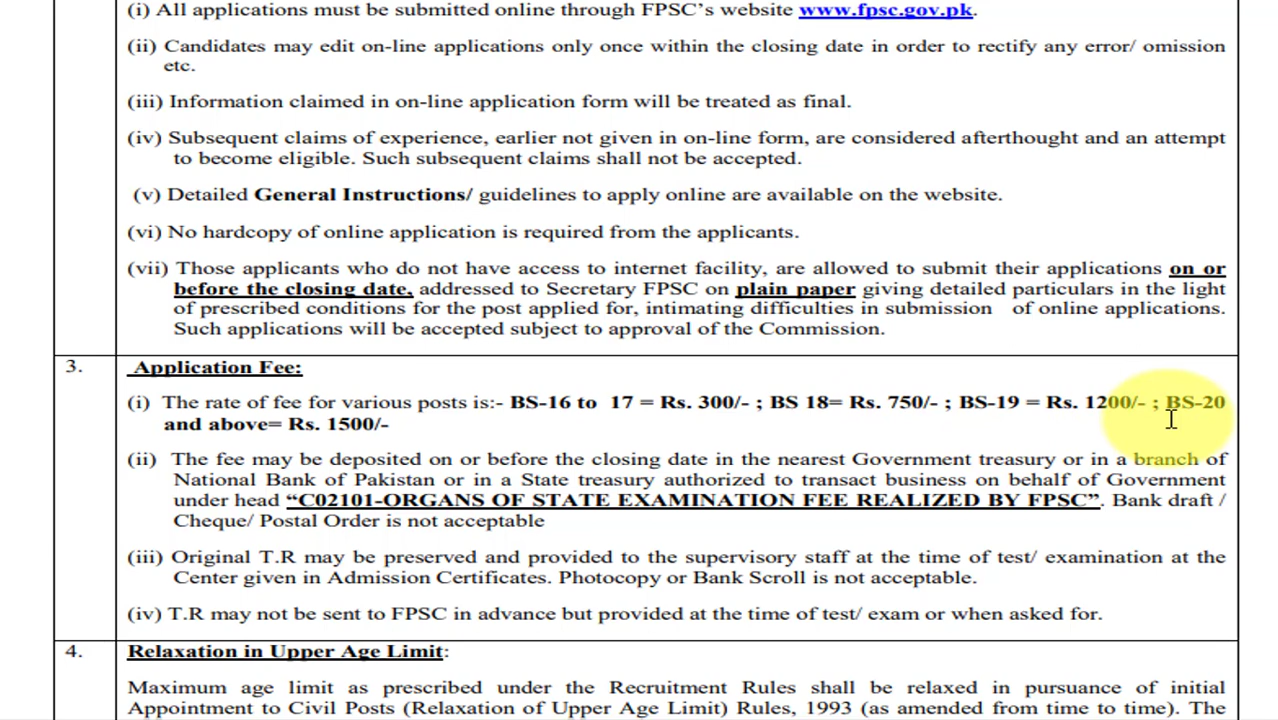 (i) All applications must be submitted online through FPSC's website www.fpsc.gov.pk.
(ii) Candidates may edit on-line applications only once within the closing date in order to rectify any error/ omission
etc.
(iii) Information claimed in on-line application form will be treated as final.
(iv) Subsequent claims of experience, earlier not given in on-line form, are considered afterthought and an attempt
to become eligible. Such subsequent claims shall not be accepted.
(v) Detailed General Instructions/ guidelines to apply online are available on the website.
(vi) No hardcopy of online application is required from the applicants.
(vii) Those applicants who do not have access to internet facility, are allowed to submit their applications on or
before the closing date, addressed to Secretary FPSC on plain paper giving detailed particulars in the light
of prescribed conditions for the post applied for, intimating difficulties in submission of online applications.
Such applications will be accepted subject to approval of the Commission.
3. Application Fee:
(i) The rate of fee for various posts is:- BS-16 to 17 = Rs. 300/- ; BS 18= Rs. 750/- ; BS-19 = Rs. 1200/- ; BS-20
and above= Rs. 1500/-
(ii) The fee may be deposited on or before the closing date in the nearest Government treasury or in a branch of
National Bank of Pakistan or in a State treasury authorized to transact business on behalf of Government
under head “C02101-ORGANS OF STATE EXAMINATION FEE REALIZED BY FPSC”. Bank draft /
Cheque/ Postal Order is not acceptable
(iii) Original T.R may be preserved and provided to the supervisory staff at the time of test/ examination at the
Center given in Admission Certificates. Photocopy or Bank Scroll is not acceptable.
(iv) T.R may not be sent to FPSC in advance but provided at the time of test/ exam or when asked for.
4. Relaxation in Upper Age Limit:
Maximum age limit as prescribed under the Recruitment Rules shall be relaxed in pursuance of initial
Appointment to Civil Posts (Relaxation of Upper Age Limit) Rules, 1993 (as amended from time to time). The